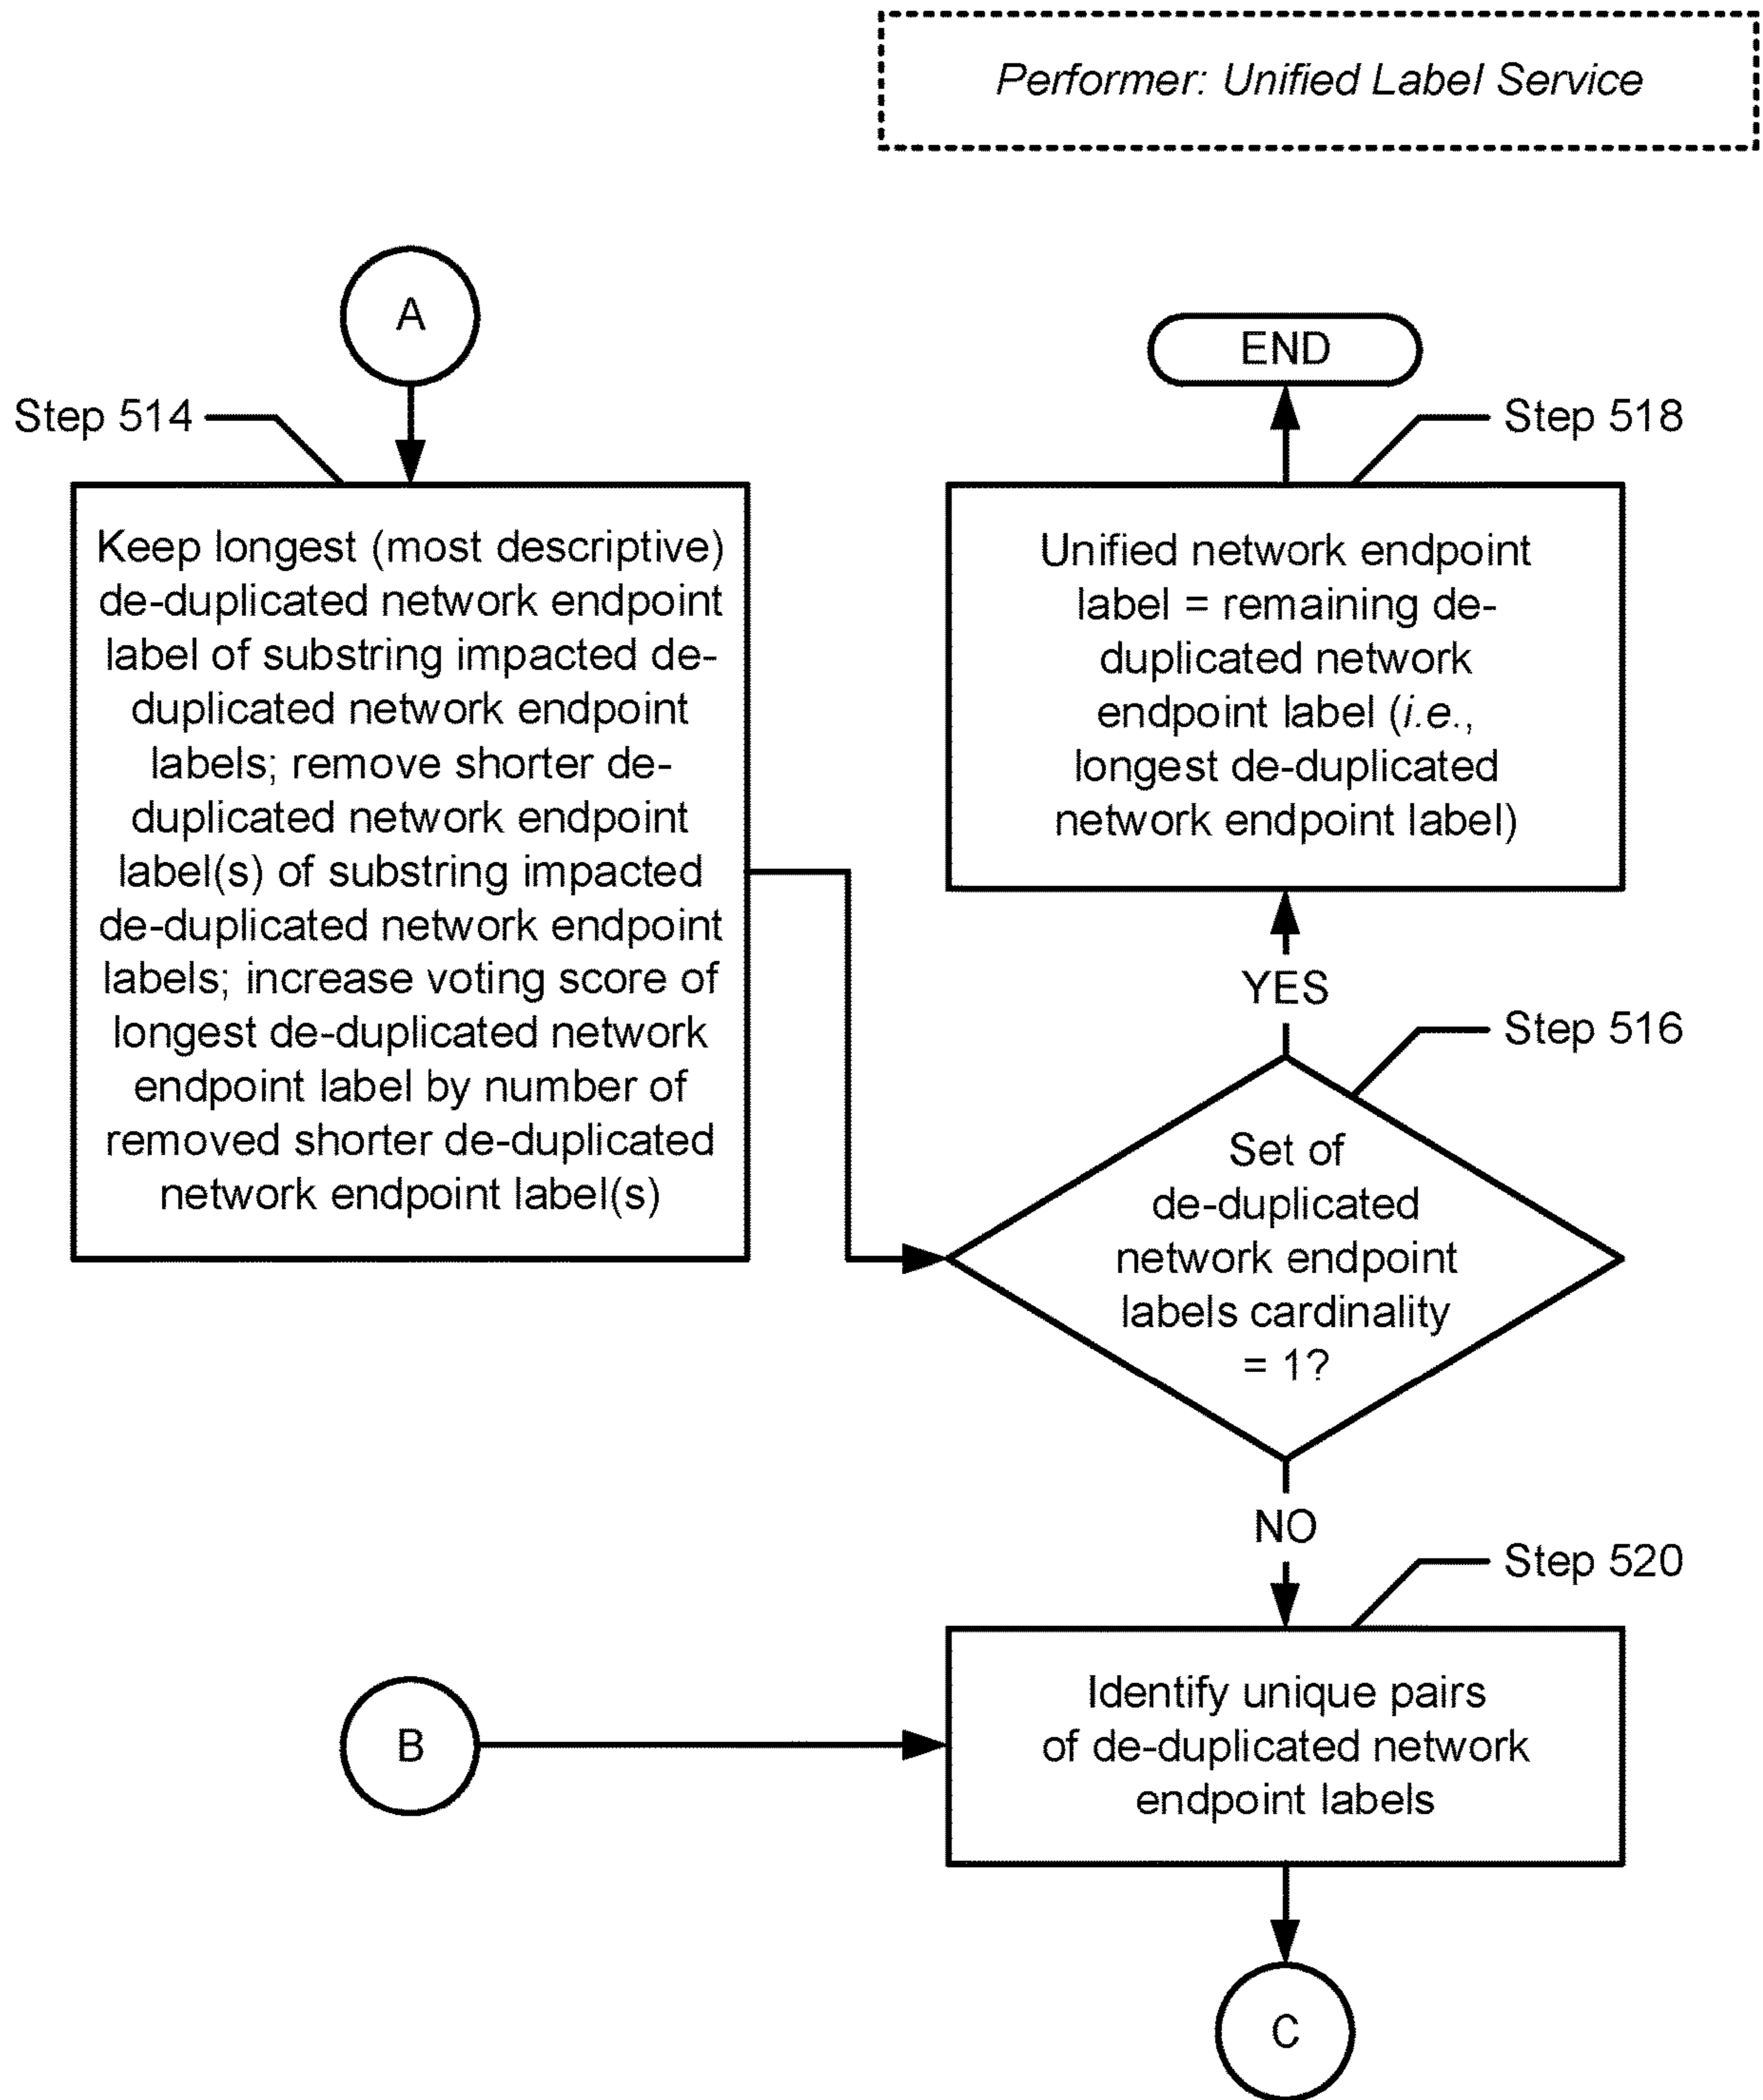 Performer: Unified Label Service
A
Step 514
Keep longest (most descriptive)
de-duplicated network endpoint
label of substring impacted de-
duplicated network endpoint
labels; remove shorter de-
duplicated network endpoint
label(s) of substring impacted
de-duplicated network endpoint
labels; increase voting score of
longest de-duplicated network
endpoint label by number of
removed shorter de-duplicated
network endpoint label(s)
END
Step 518
Unified network endpoint
label = remaining de-
duplicated network
endpoint label (i.e.,
longest de-duplicated
network endpoint label)
YES
Step 516
Set of
de-duplicated
network endpoint
labels cardinality
= 1?
NO
Step 520
B
Identify unique pairs
of de-duplicated network
endpoint labels
C